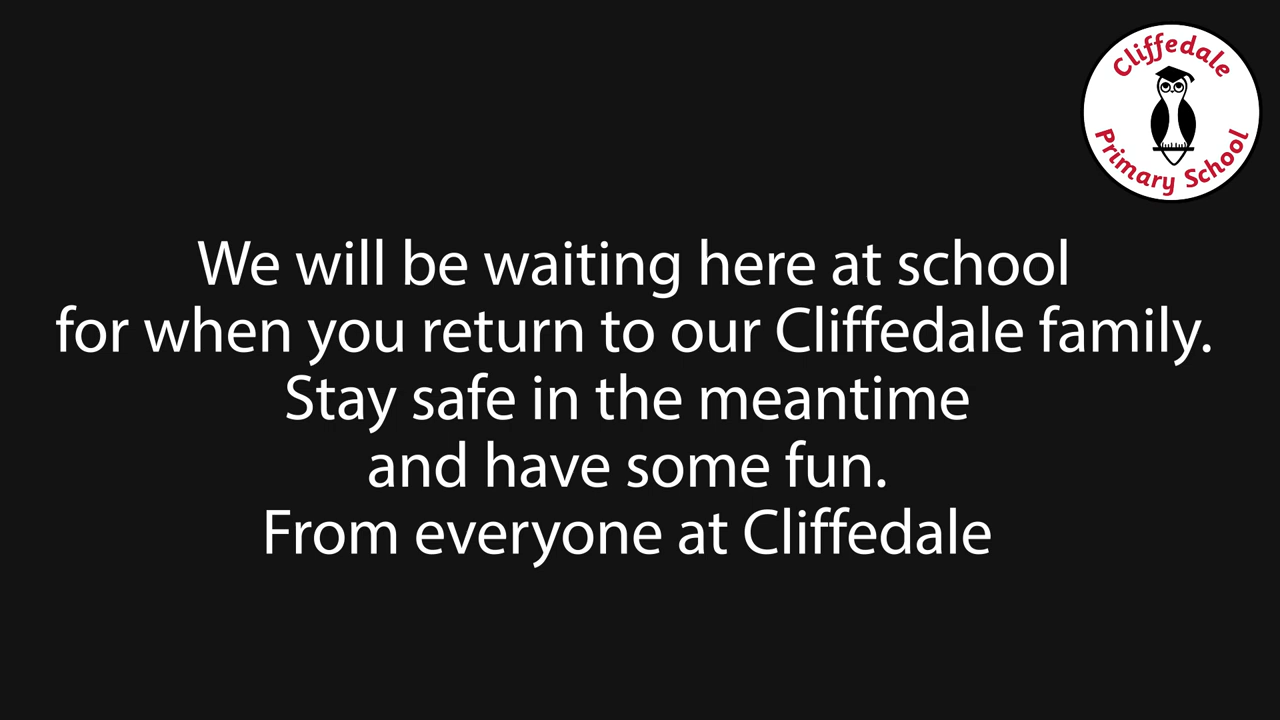 Cliffedale
Primary School
We will be waiting here at school
for when you return to our Cliffedale family.
Stay safe in the meantime
and have some fun.
From everyone at Cliffedale